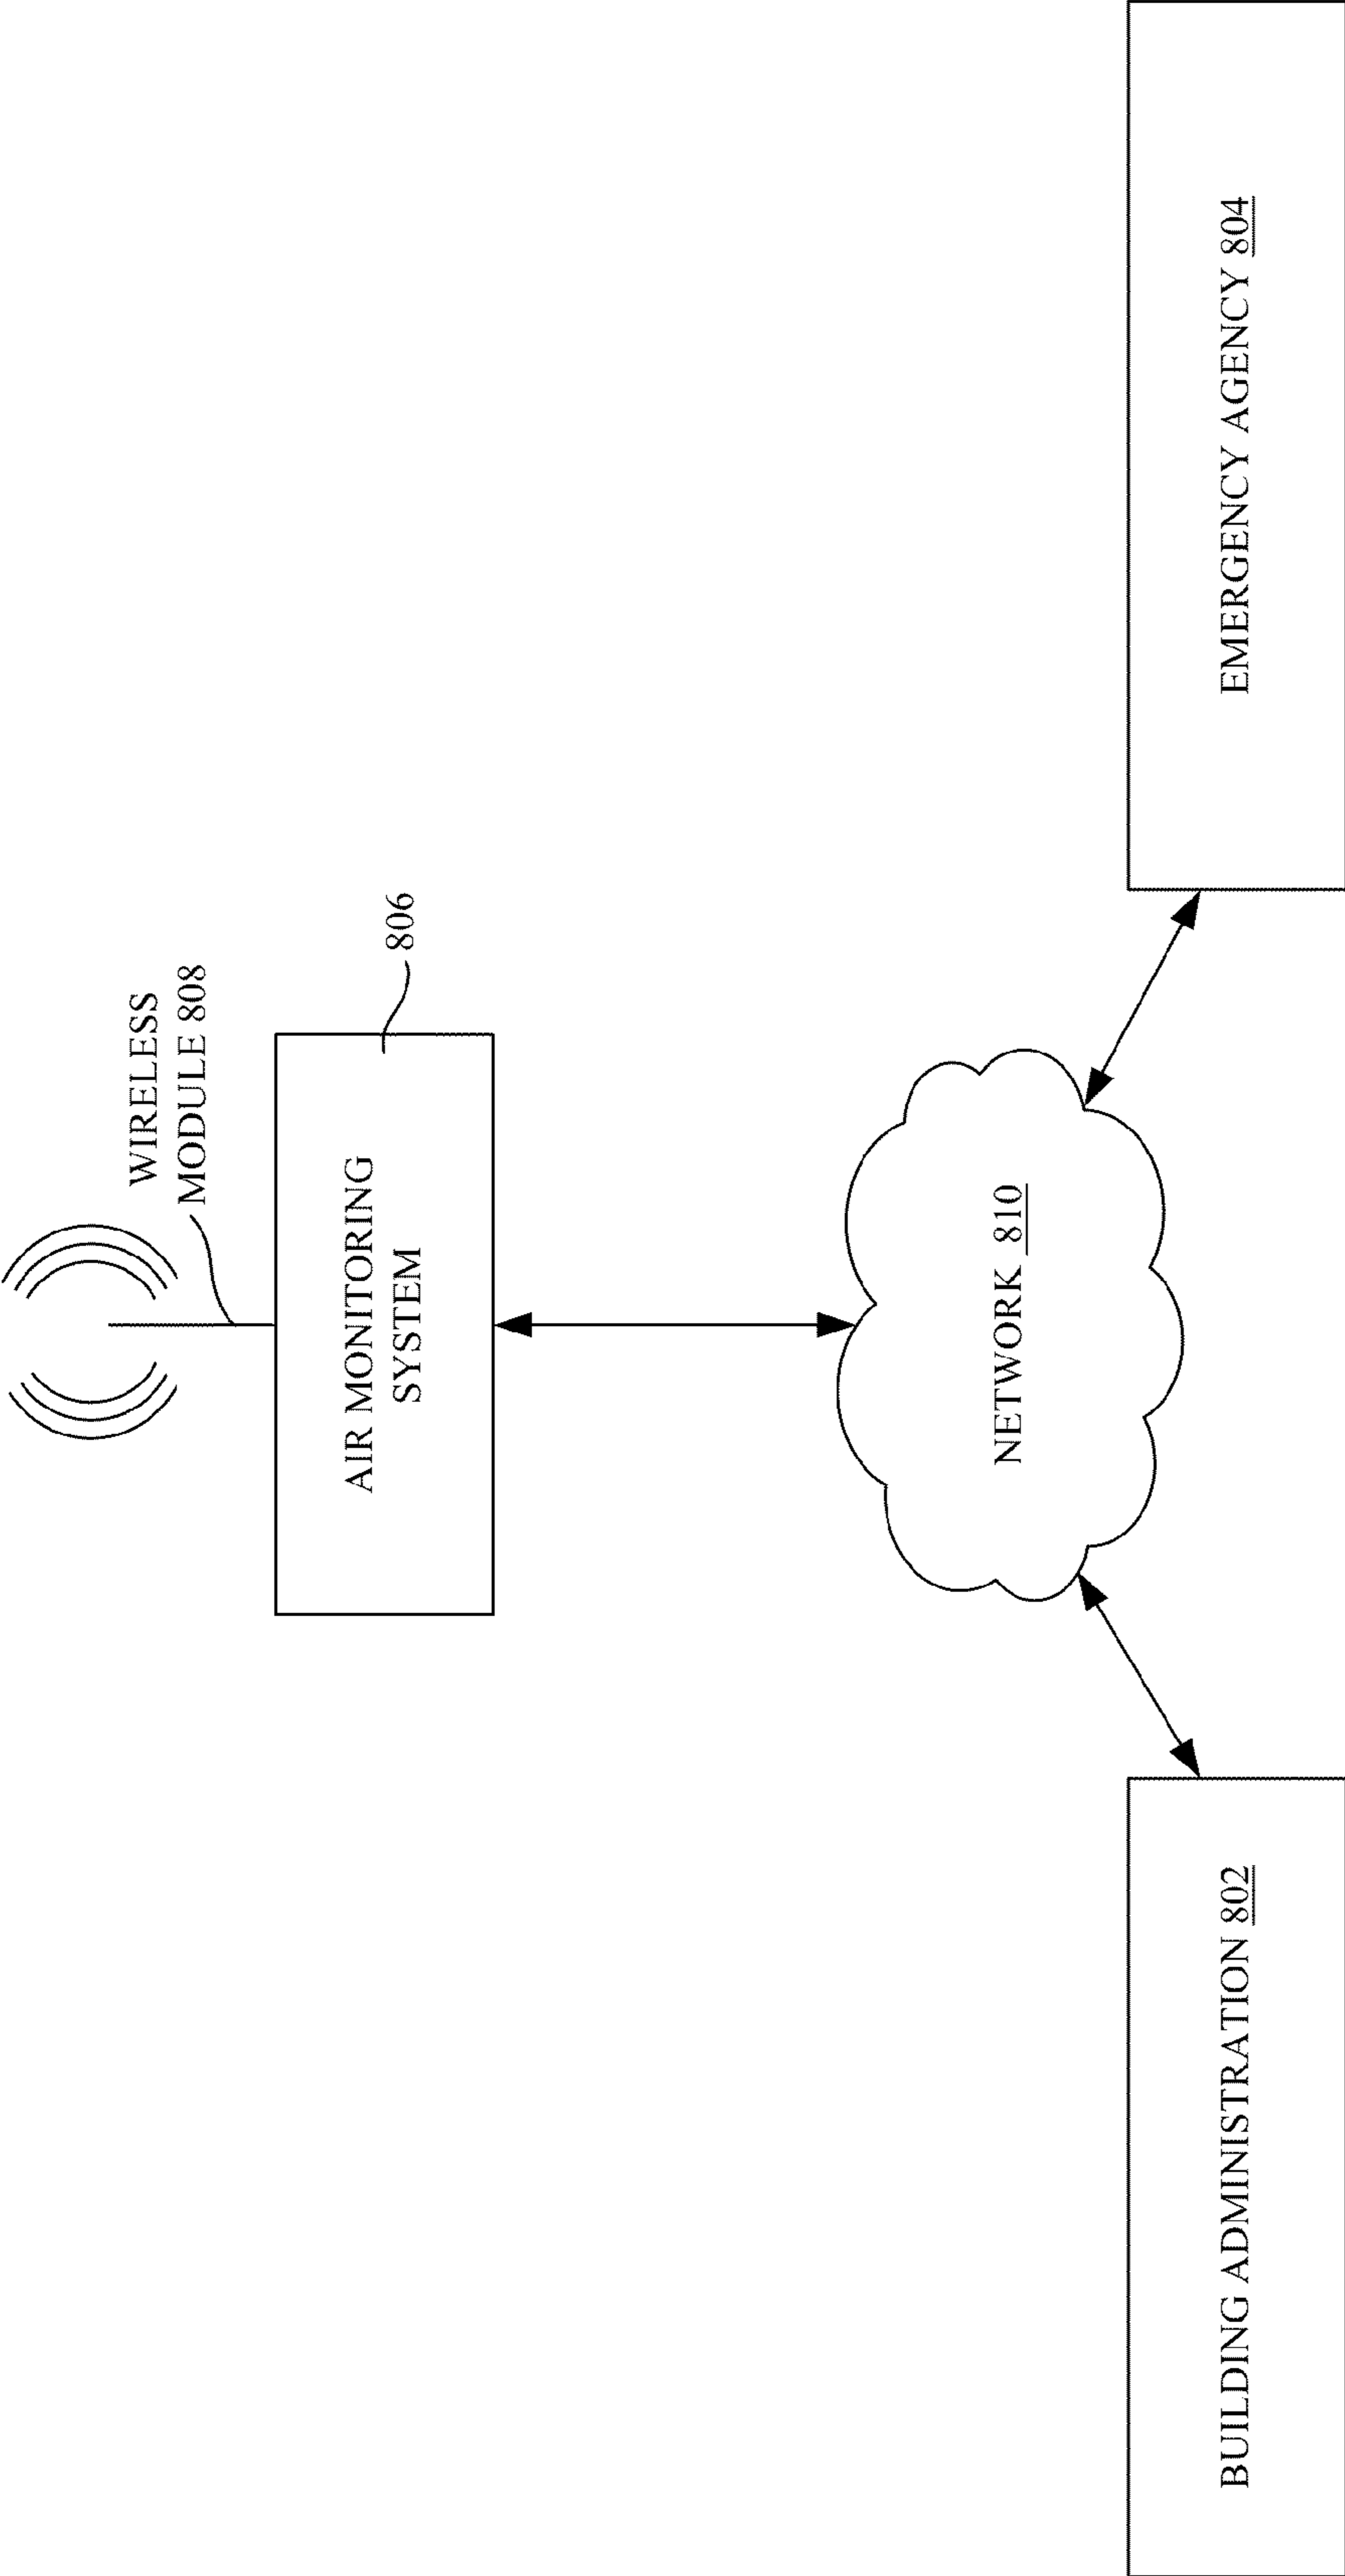 WIRELESS
MODULE 808
806
AIR MONITORING
SYSTEM
NETWORK 810
BUILDING ADMINISTRATION 802
EMERGENCY AGENCY 804